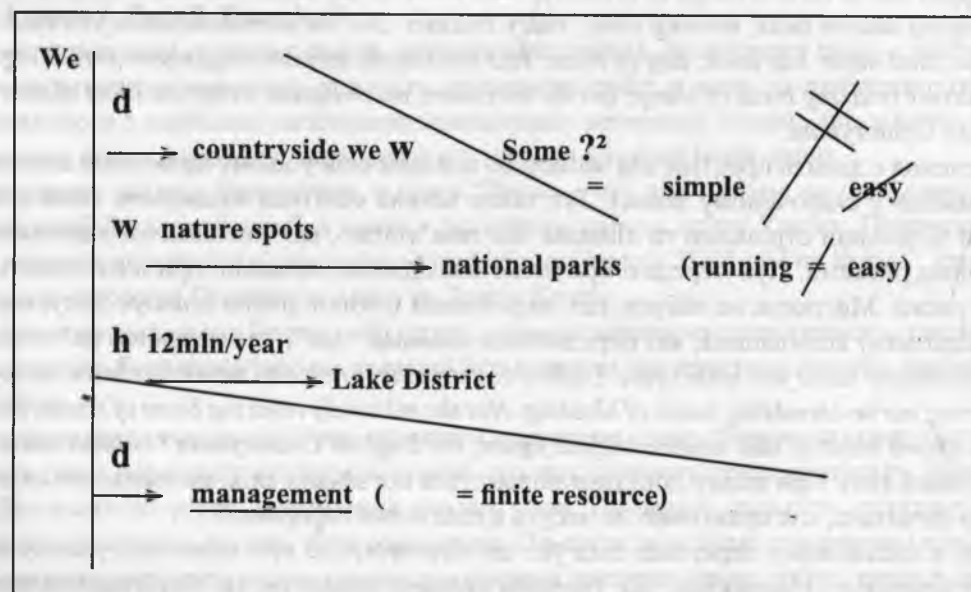 We
d
→ countryside we W Some ?²
= simple easy
W nature spots
→ national parks (running = easy)
h 12mln/year
→ Lake District
d
→ management ( = finite resource)